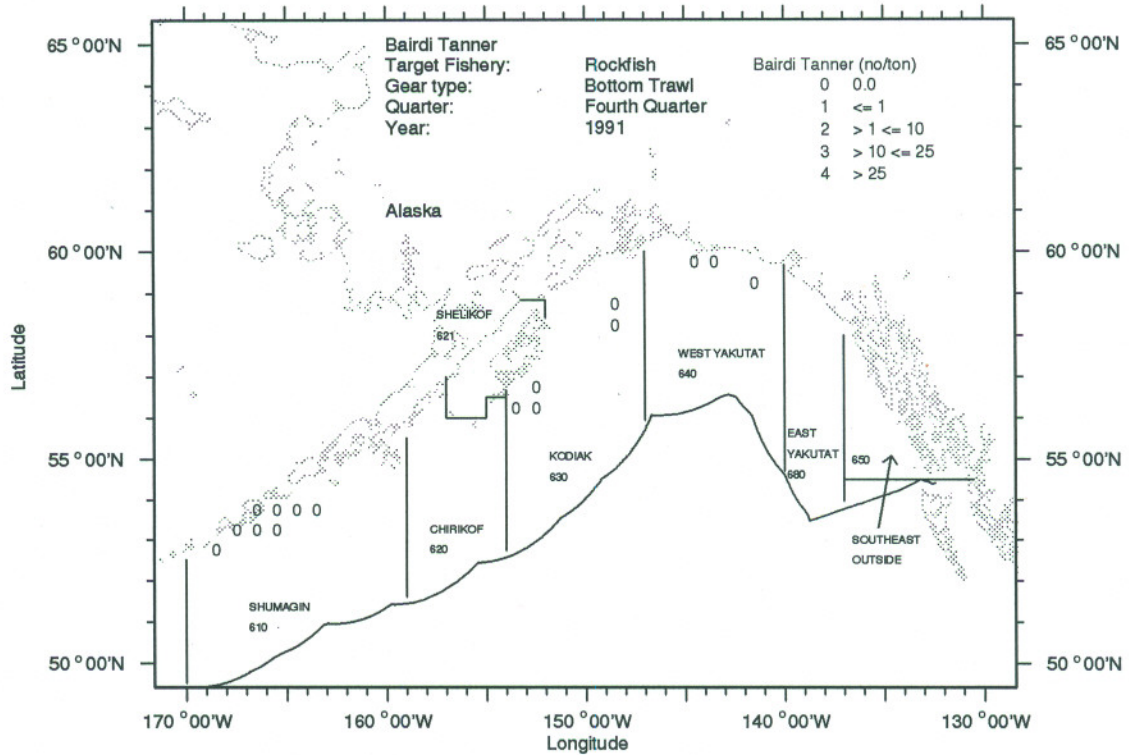 Bairdi Tanner
Target Fishery: Rockfish
Gear type: Bottom Trawl
Quarter: Fourth Quarter
Year: 1991
Bairdi Tanner (no/ton)
0 0.0
1 <= 1
2 > 1 <= 10
3 > 10 <= 25
4 > 25
65 °00'N
65 °00'N
Alaska
60 °00'N
60 °00'N
0 0
0
SHELIKOF
621
0
0
WEST YAKUTAT
640
0
0 0
EAST
YAKUTAT
680
650
KODIAK
630
55 °00'N
55 °00'N
0 0 0 0
0 0 0
0
CHIRIKOF
620
SOUTHEAST
OUTSIDE
SHUMAGIN
610
50 °00'N
50 °00'N
Latitude
170 °00'W
160 °00'W
150 °00'W
140 °00'W
130 °00'W
Longitude